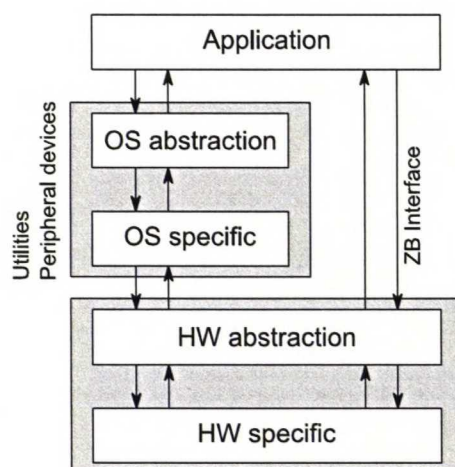 Application
OS abstraction
OS specific
Utilities
Peripheral devices
ZB Interface
HW abstraction
HW specific